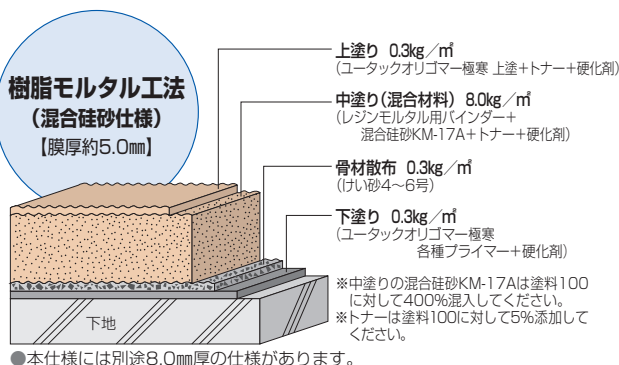 樹脂モルタル工法
（混合硅砂仕様）
【膜厚約5.0㎜】
上塗り 0.3kg／㎡
（ユータックオリゴマー極寒 上塗＋トナー＋硬化剤）
中塗り（混合材料） 8.0kg／㎡
（レジンモルタル用バインダー＋
混合硅砂KM-17A＋トナー＋硬化剤）
骨材散布 0.3kg／㎡
（けい砂4〜6号）
下塗り 0.3kg／㎡
（ユータックオリゴマー極寒
各種プライマー＋硬化剤）
※中塗りの混合硅砂KM-17Aは塗料100
に対して400%混入してください。
※トナーは塗料100に対して5%添加して
ください。
下地
●本仕様には別途8.0㎜厚の仕様があります。